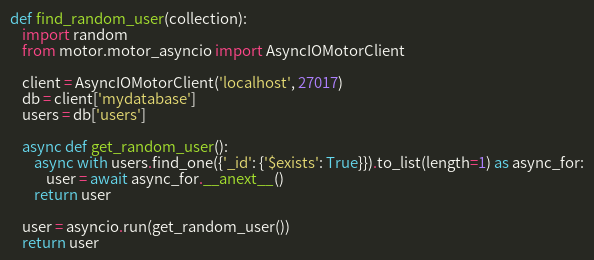 def find_random_user(collection):
    import random
    from motor.motor_asyncio import AsyncIOMotorClient

    client = AsyncIOMotorClient('localhost', 27017)
    db = client['mydatabase']
    users = db['users']

    async def get_random_user():
        async with users.find_one({'_id': {'$exists': True}}).to_list(length=1) as async_for:
            user = await async_for.__anext__()
        return user

    user = asyncio.run(get_random_user())
    return user